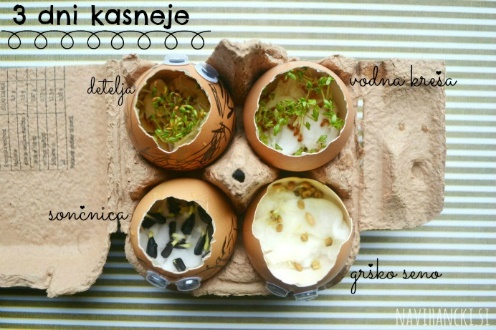 3 dni kasneje
detelja
vodna kreša
sončnica
grško seno